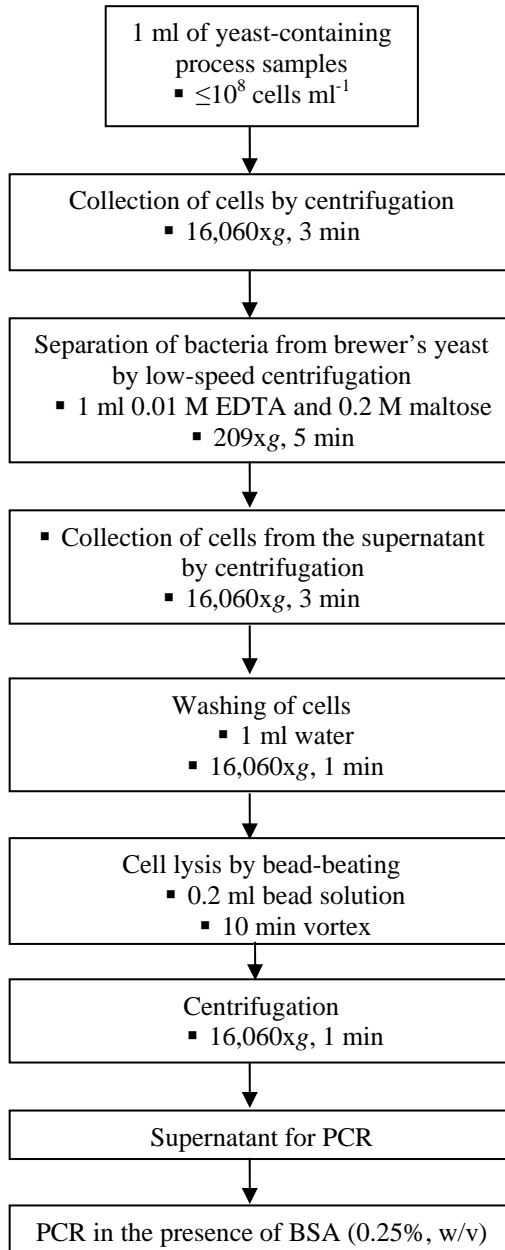 1 ml of yeast-containing
process samples
▪ ≤10⁸ cells ml⁻¹
Collection of cells by centrifugation
▪ 16,060xg, 3 min
Separation of bacteria from brewer’s yeast
by low-speed centrifugation
▪ 1 ml 0.01 M EDTA and 0.2 M maltose
▪ 209xg, 5 min
▪ Collection of cells from the supernatant
by centrifugation
▪ 16,060xg, 3 min
Washing of cells
▪ 1 ml water
▪ 16,060xg, 1 min
Cell lysis by bead-beating
▪ 0.2 ml bead solution
▪ 10 min vortex
Centrifugation
▪ 16,060xg, 1 min
Supernatant for PCR
PCR in the presence of BSA (0.25%, w/v)